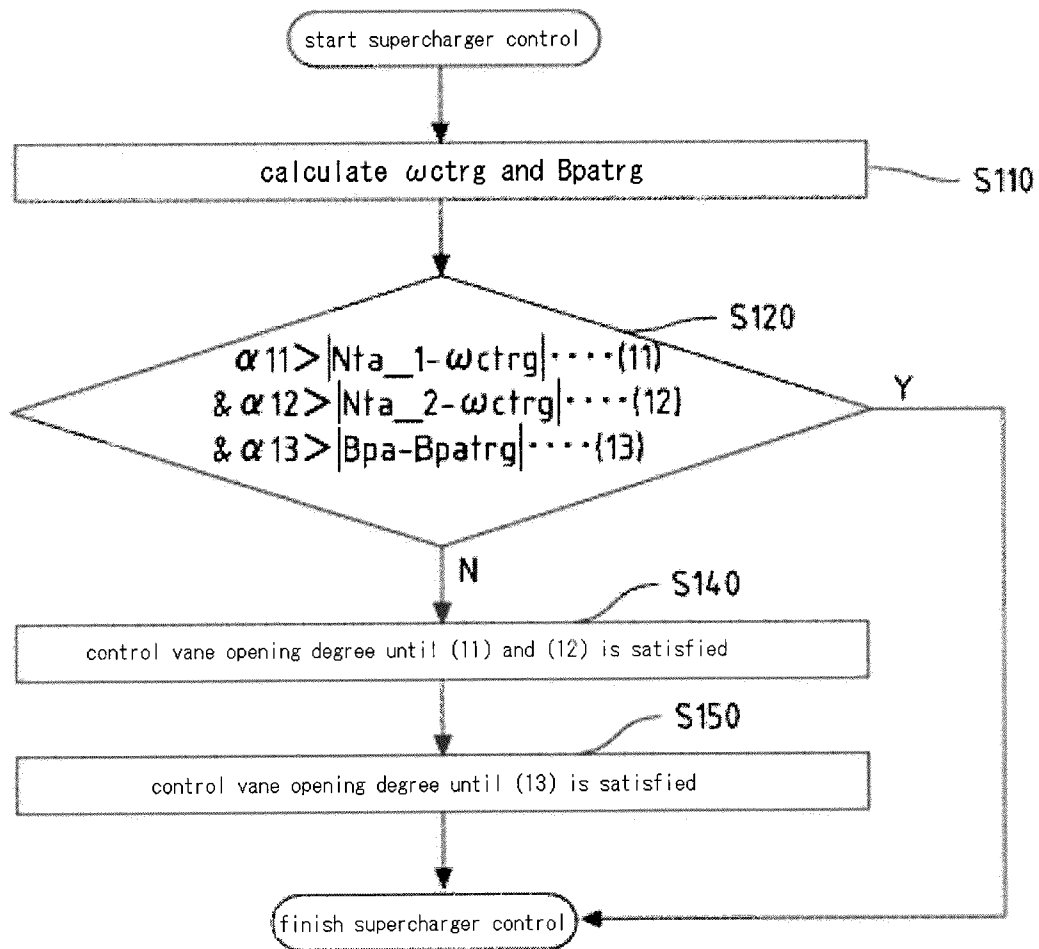 start supercharger control
calculate ωctrg and Bpatrg
S110
S120
α11>|Nta_1-ωctrg|····(11)
& α12>|Nta_2-ωctrg|····(12)
& α13>|Bpa-Bpatrg|····(13)
Y
N
S140
control vane opening degree until (11) and (12) is satisfied
S150
control vane opening degree until (13) is satisfied
finish supercharger control